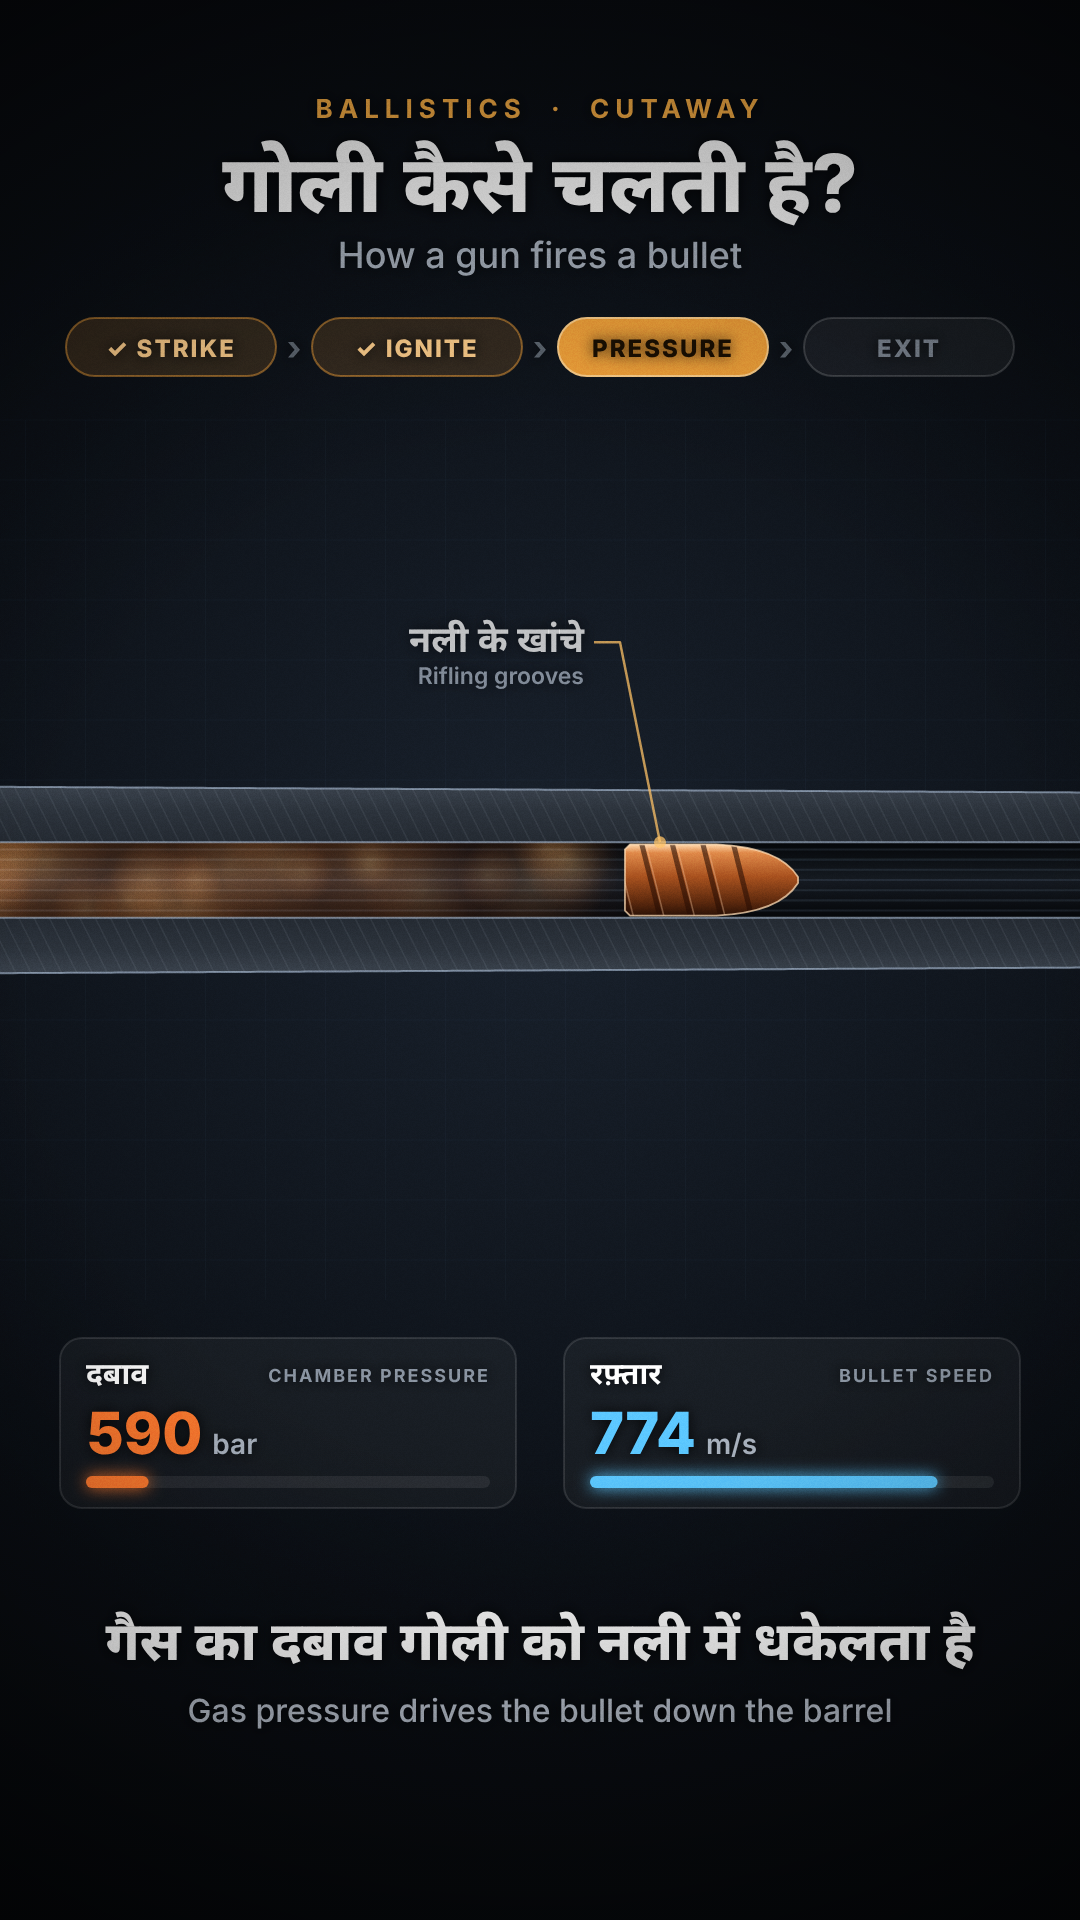 BALLISTICS · CUTAWAY
गोली कैसे चलती है?
How a gun fires a bullet
✓ STRIKE › ✓ IGNITE › PRESSURE › EXIT
नली के खांचे
Rifling grooves
दबाव CHAMBER PRESSURE
590 bar
रफ़्तार BULLET SPEED
774 m/s
गैस का दबाव गोली को नली में धकेलता है
Gas pressure drives the bullet down the barrel